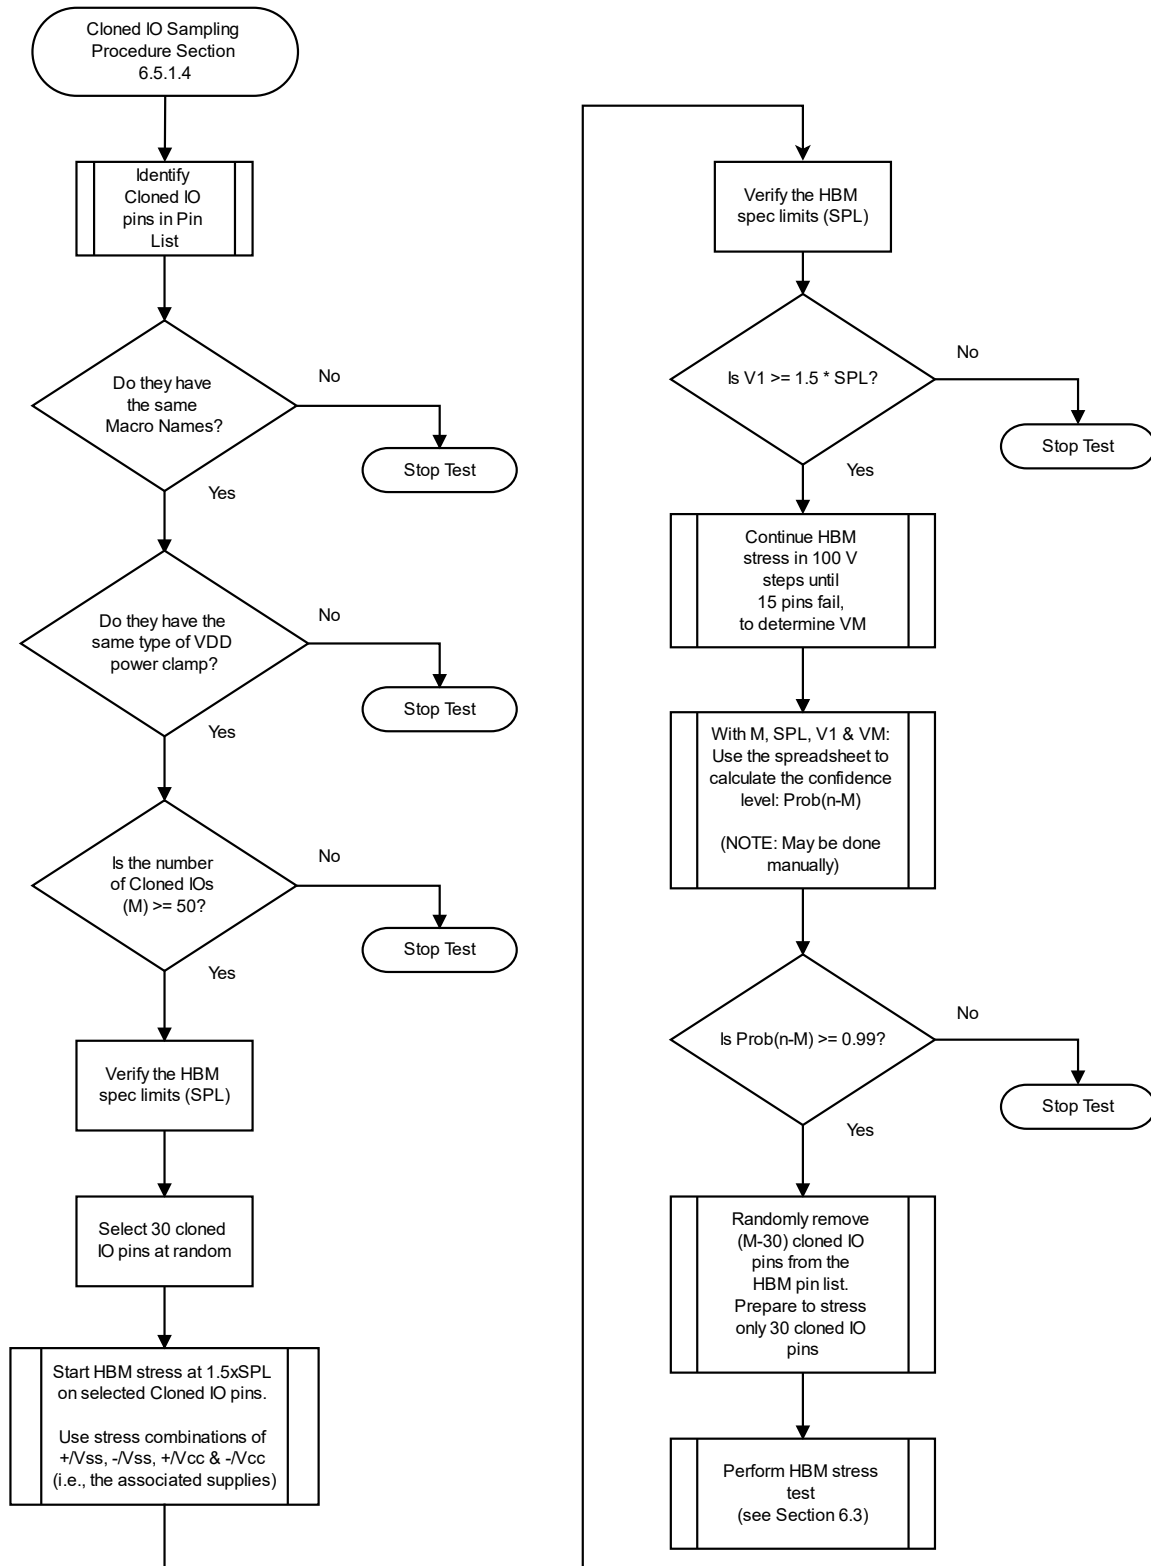 Cloned IO Sampling
Procedure Section
6.5.1.4
Identify
Cloned IO
pins in Pin
List
Do they have
the same
Macro Names?
No
Stop Test
Yes
Do they have the
same type of VDD
power clamp?
No
Stop Test
Yes
Is the number
of Cloned IOs
(M) >= 50?
No
Stop Test
Yes
Verify the HBM
spec limits (SPL)
Select 30 cloned
IO pins at random
Start HBM stress at 1.5xSPL
on selected Cloned IO pins.
Use stress combinations of
+/Vss, -/Vss, +/Vcc & -/Vcc
(i.e., the associated supplies)
Verify the HBM
spec limits (SPL)
Is V1 >= 1.5 * SPL?
No
Stop Test
Yes
Continue HBM
stress in 100 V
steps until
15 pins fail,
to determine VM
With M, SPL, V1 & VM:
Use the spreadsheet to
calculate the confidence
level: Prob(n-M)
(NOTE: May be done
manually)
Is Prob(n-M) >= 0.99?
No
Stop Test
Yes
Randomly remove
(M-30) cloned IO
pins from the
HBM pin list.
Prepare to stress
only 30 cloned IO
pins
Perform HBM stress
test
(see Section 6.3)